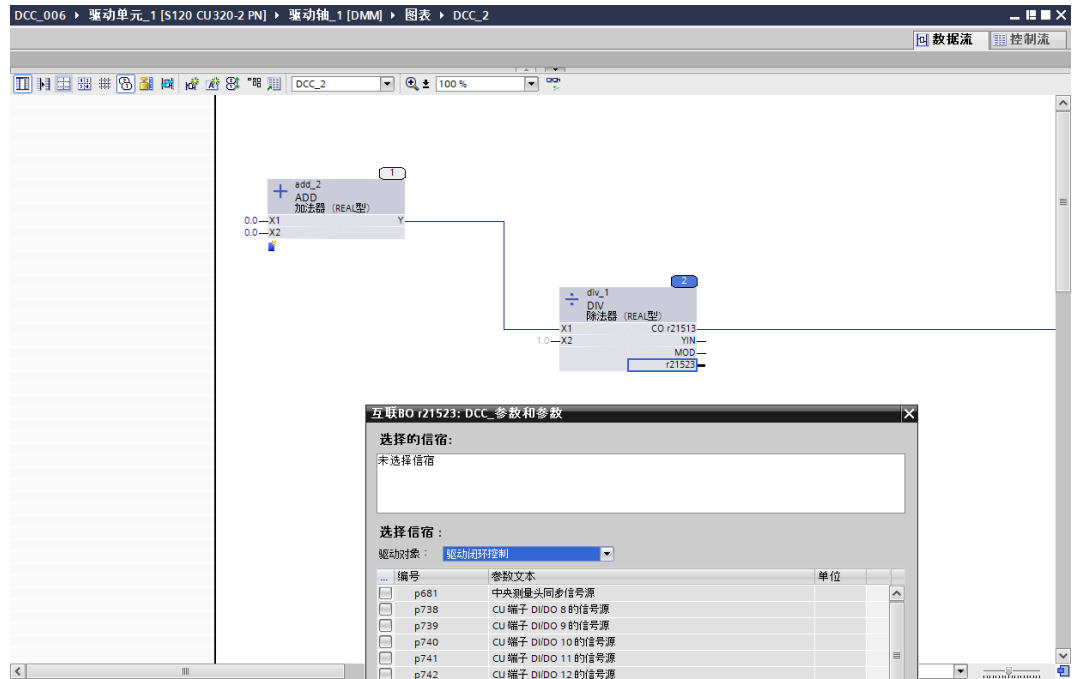 DCC_006 ▸ 驱动单元_1 [S120 CU320-2 PN] ▸ 驱动轴_1 [DMM] ▸ 图表 ▸ DCC_2
数据流 控制流
DCC_2 100 %
1
add_2
ADD
加法器（REAL型）
0.0 X1 Y
0.0 X2
2
div_1
DIV
除法器（REAL型）
X1 CO r21513
1.0 X2 YIN
MOD
r21523
互联BO r21523: DCC_参数和参数
选择的信宿:
未选择信宿
选择信宿：
驱动对象： 驱动闭环控制
... 编号 参数文本 单位
p681 中央测量头同步信号源
p738 CU 端子 DI/DO 8 的信号源
p739 CU 端子 DI/DO 9 的信号源
p740 CU 端子 DI/DO 10 的信号源
p741 CU 端子 DI/DO 11 的信号源
p742 CU 端子 DI/DO 12 的信号源